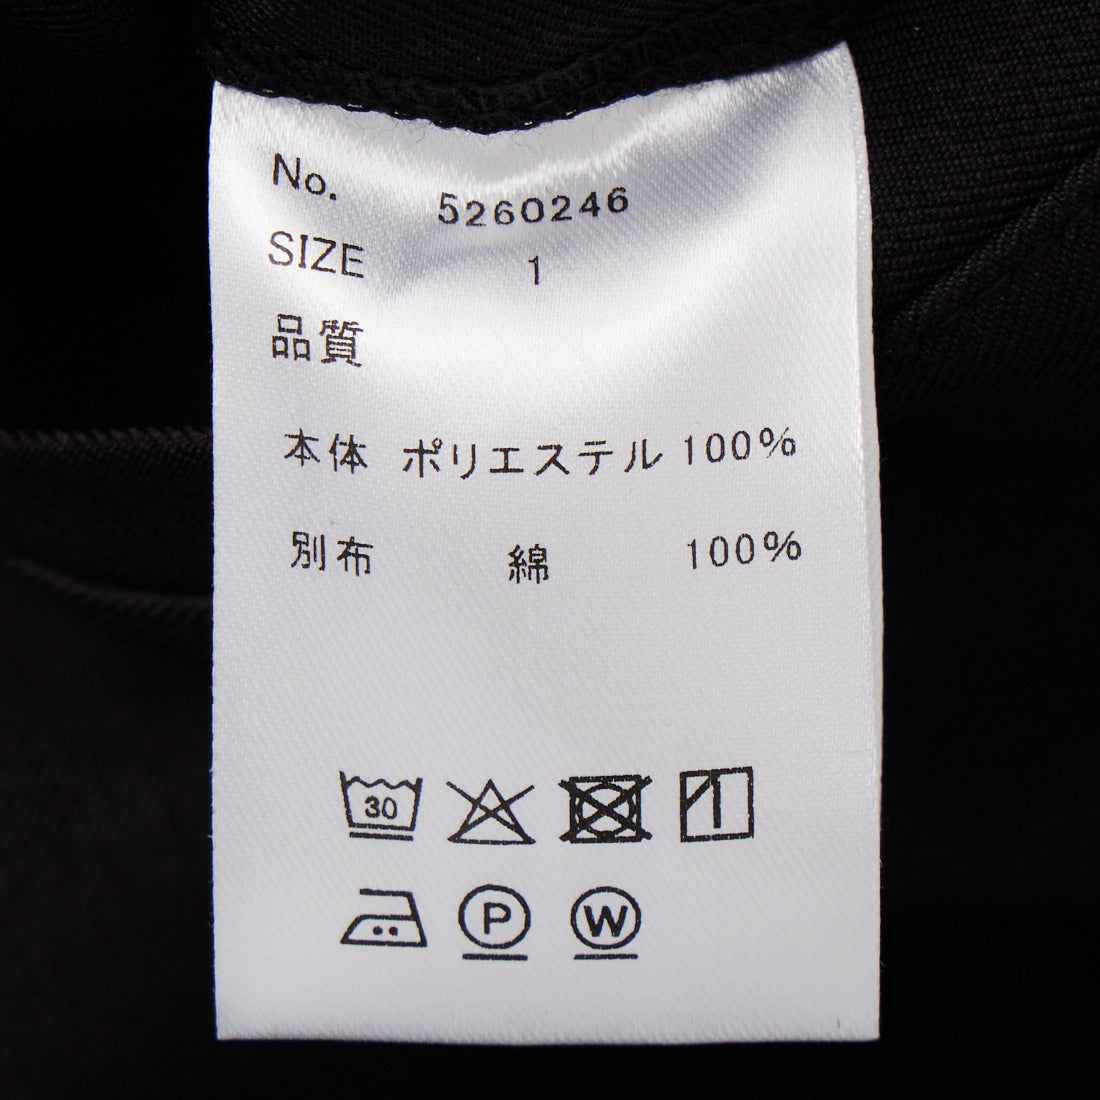 No. 5260246
SIZE 1
品質
本体 ポリエステル 100%
別布 綿 100%
30
P W